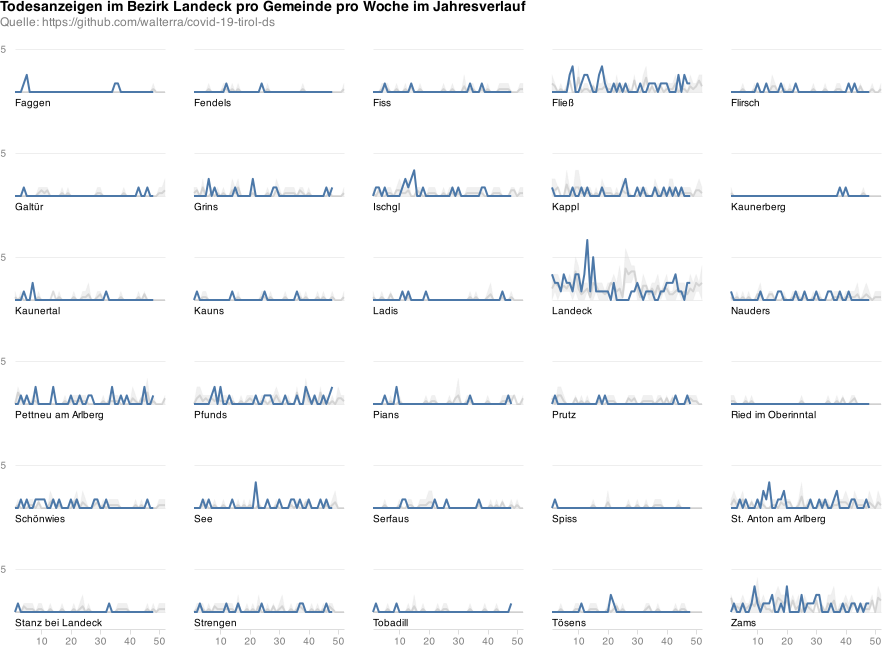 Todesanzeigen im Bezirk Landeck pro Gemeinde pro Woche im Jahresverlauf
Quelle: https://github.com/walterra/covid-19-tirol-ds
5
Faggen Fendels Fiss Fließ Flirsch
5
Galtür Grins Ischgl Kappl Kaunerberg
5
Kaunertal Kauns Ladis Landeck Nauders
5
Pettneu am Arlberg Pfunds Pians Prutz Ried im Oberinntal
5
Schönwies See Serfaus Spiss St. Anton am Arlberg
5
Stanz bei Landeck Strengen Tobadill Tösens Zams
10 20 30 40 50 10 20 30 40 50 10 20 30 40 50 10 20 30 40 50 10 20 30 40 50